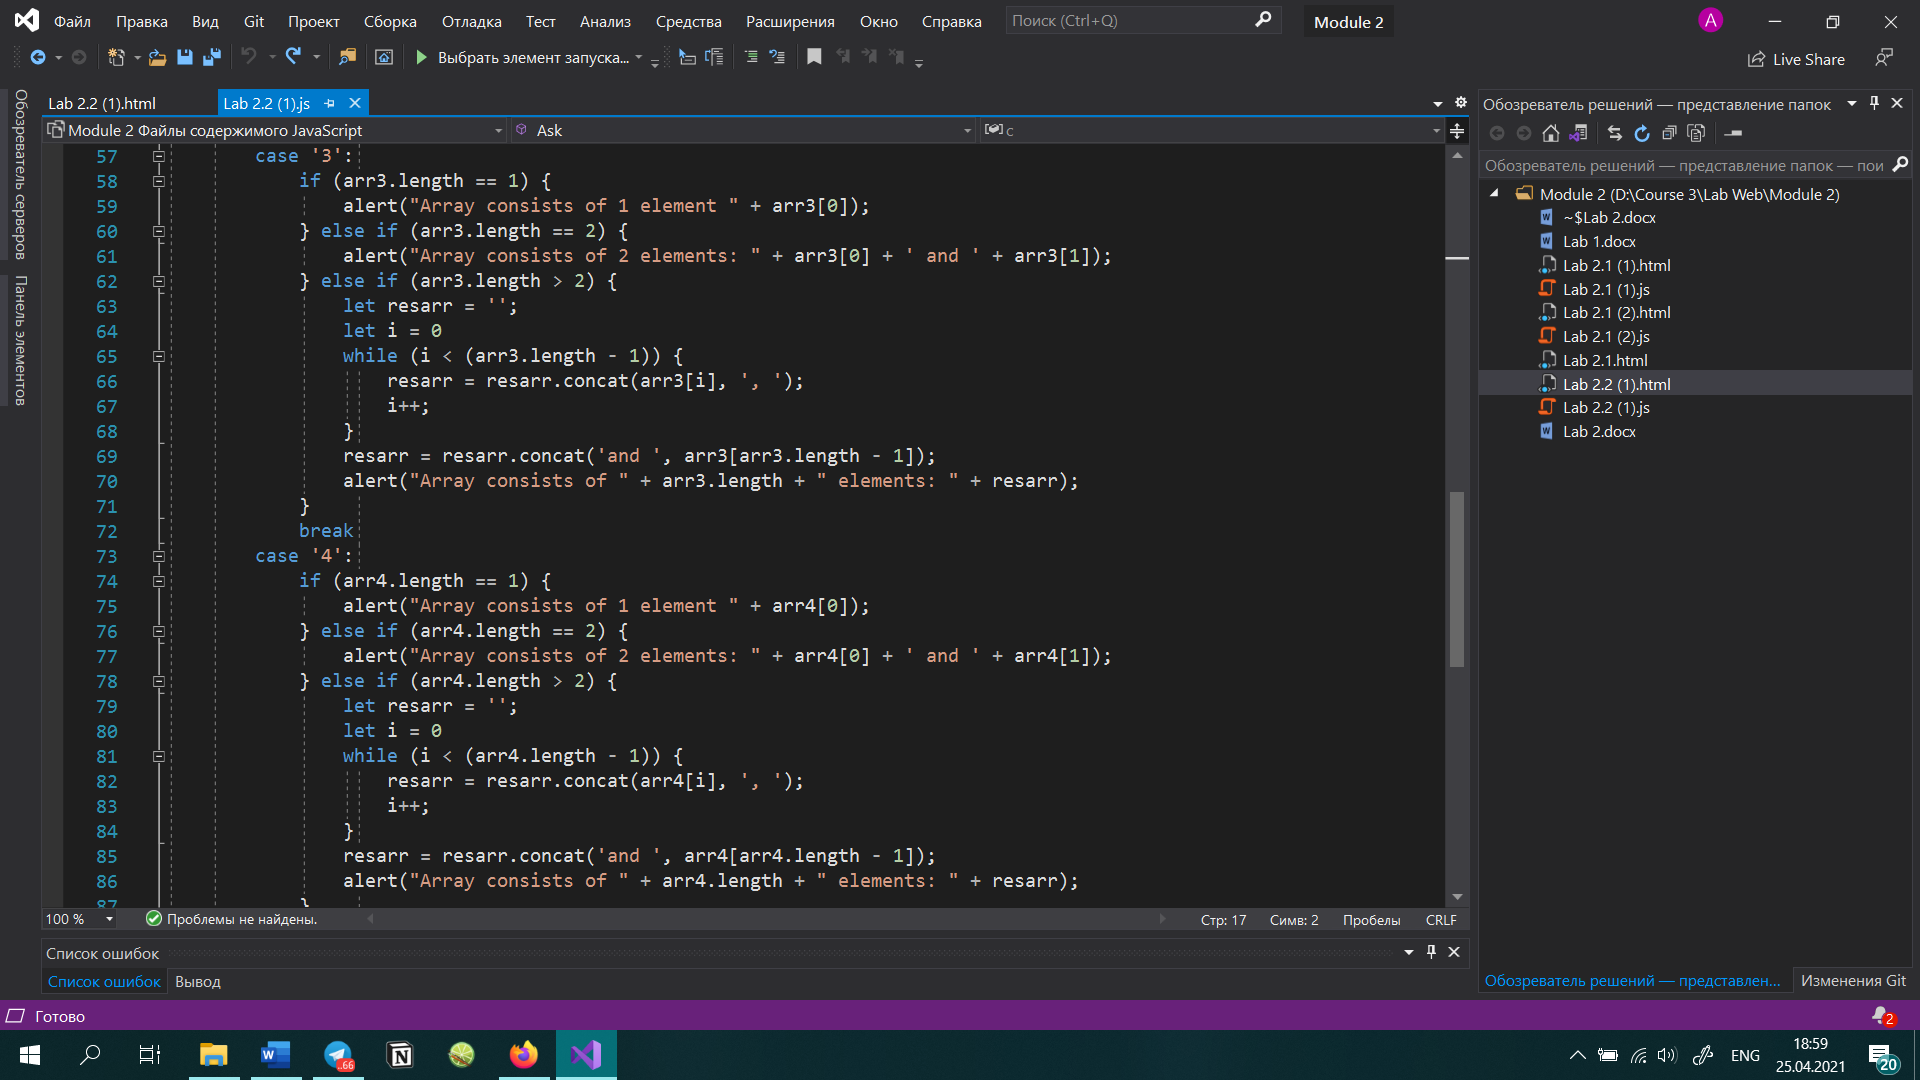 Файл Правка Вид Git Проект Сборка Отладка Тест Анализ Средства Расширения Окно Справка Поиск (Ctrl+Q) Module 2 A
Выбрать элемент запуска... Live Share
Обозреватель серверов
Панель элементов
Lab 2.2 (1).html Lab 2.2 (1).js
Module 2 Файлы содержимого JavaScript Ask c
57 case '3':
58 if (arr3.length == 1) {
59 alert("Array consists of 1 element " + arr3[0]);
60 } else if (arr3.length == 2) {
61 alert("Array consists of 2 elements: " + arr3[0] + ' and ' + arr3[1]);
62 } else if (arr3.length > 2) {
63 let resarr = '';
64 let i = 0
65 while (i < (arr3.length - 1)) {
66 resarr = resarr.concat(arr3[i], ', ');
67 i++;
68 }
69 resarr = resarr.concat('and ', arr3[arr3.length - 1]);
70 alert("Array consists of " + arr3.length + " elements: " + resarr);
71 }
72 break
73 case '4':
74 if (arr4.length == 1) {
75 alert("Array consists of 1 element " + arr4[0]);
76 } else if (arr4.length == 2) {
77 alert("Array consists of 2 elements: " + arr4[0] + ' and ' + arr4[1]);
78 } else if (arr4.length > 2) {
79 let resarr = '';
80 let i = 0
81 while (i < (arr4.length - 1)) {
82 resarr = resarr.concat(arr4[i], ', ');
83 i++;
84 }
85 resarr = resarr.concat('and ', arr4[arr4.length - 1]);
86 alert("Array consists of " + arr4.length + " elements: " + resarr);
87 }
100 % Проблемы не найдены. Стр: 17 Симв: 2 Пробелы CRLF
Список ошибок
Список ошибок Вывод
Обозреватель решений — представление папок
Обозреватель решений — представление папок — пои
Module 2 (D:\Course 3\Lab Web\Module 2)
~$Lab 2.docx
Lab 1.docx
Lab 2.1 (1).html
Lab 2.1 (1).js
Lab 2.1 (2).html
Lab 2.1 (2).js
Lab 2.1.html
Lab 2.2 (1).html
Lab 2.2 (1).js
Lab 2.docx
Обозреватель решений — представлен... Изменения Git
Готово 2
..66 ENG 18:59
25.04.2021 20